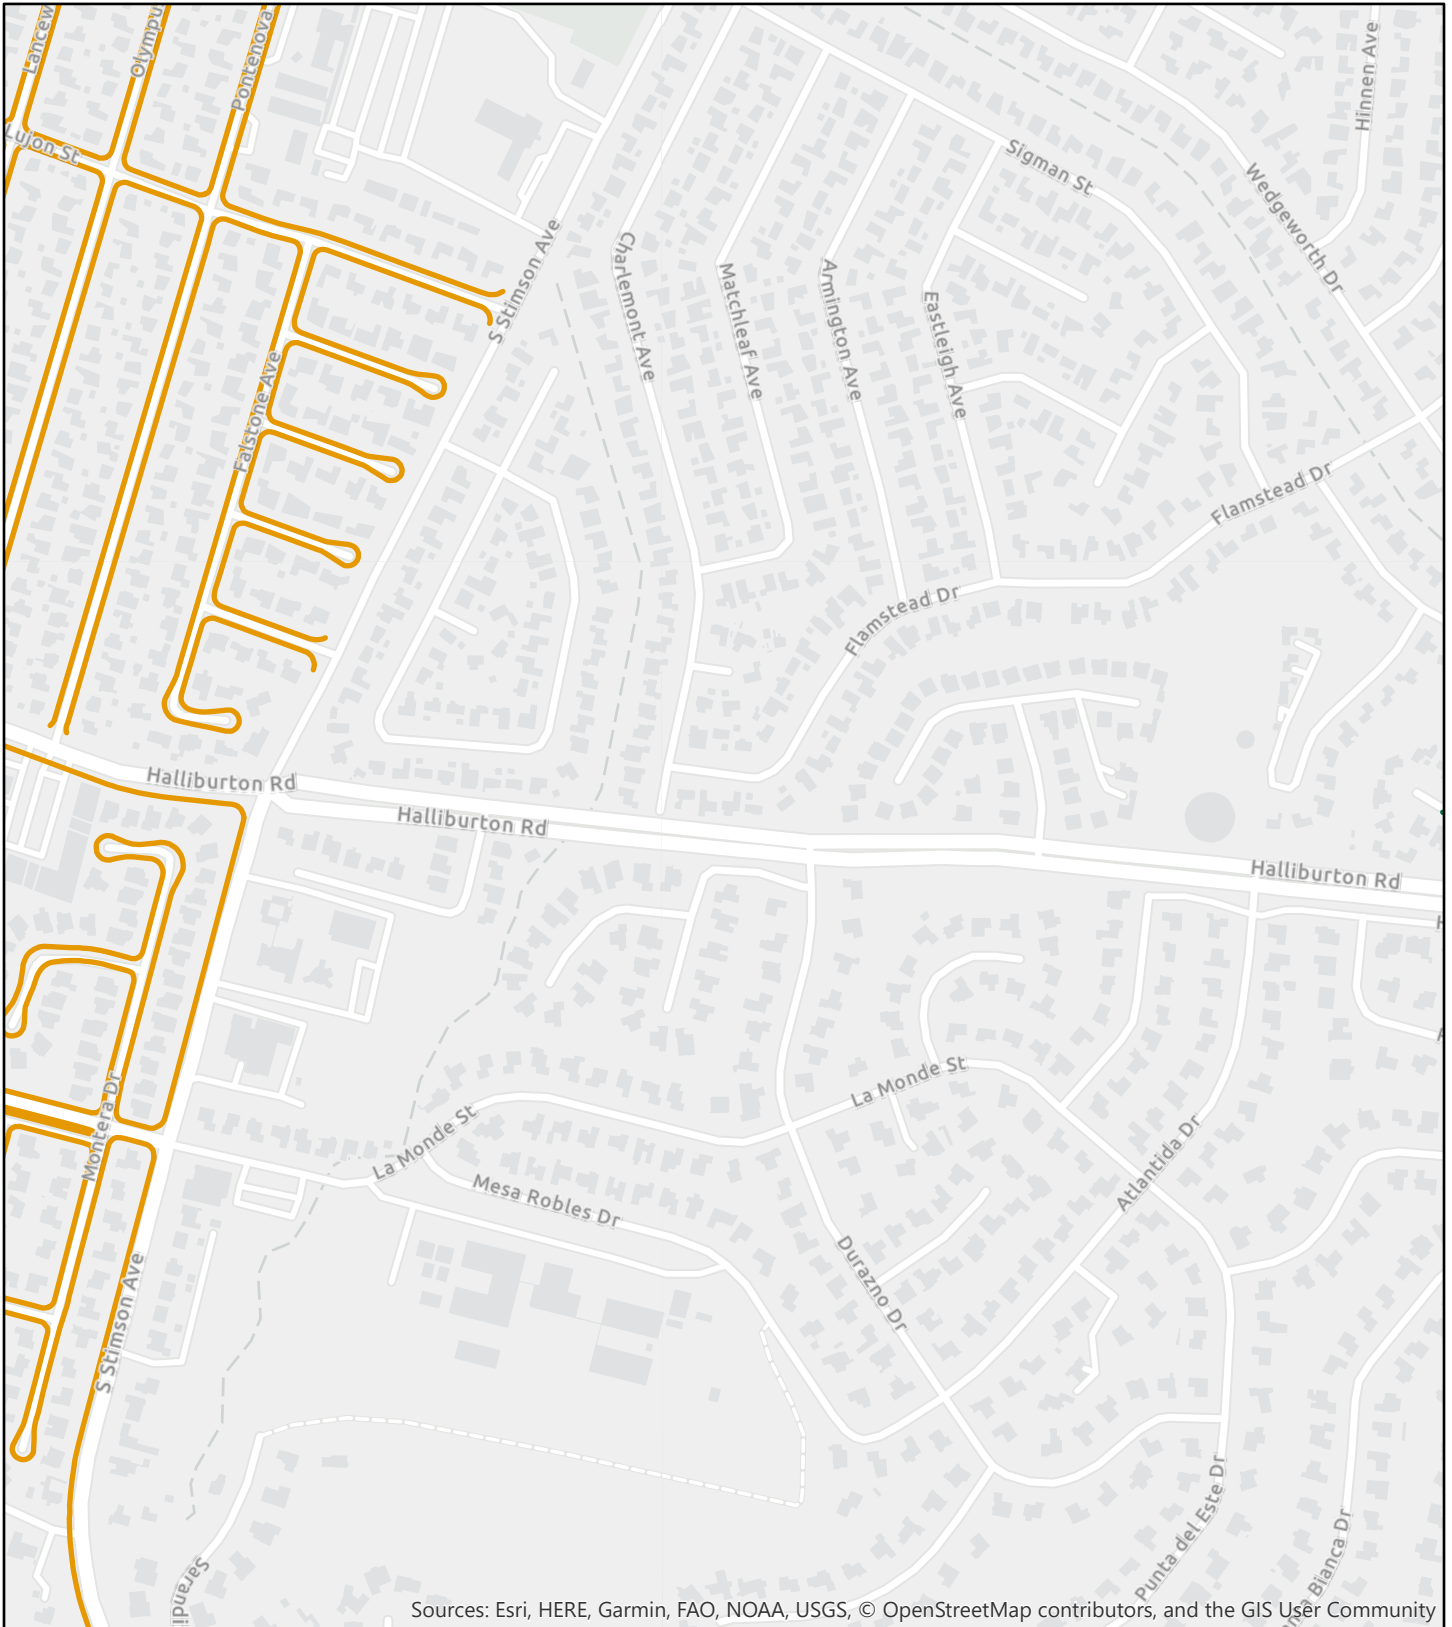 Olympu
Pontenova
Hinnen Ave
Lujon St
Sigman St
Wedgeworth Dr
S Stimson Ave
Charlemont Ave
Matchleaf Ave
Armington Ave
Eastleigh Ave
Falstone Ave
Flamstead Dr
Flamstead Dr
Halliburton Rd
Halliburton Rd
Halliburton Rd
H
A
La Monde St
Montera Dr
La Monde St
Atlantida Dr
Mesa Robles Dr
Durazno Dr
S Stimson Ave
Punta del Este Dr
Bianca Dr
Sarandi
Lancew
Sources: Esri, HERE, Garmin, FAO, NOAA, USGS, © OpenStreetMap contributors, and the GIS User Community